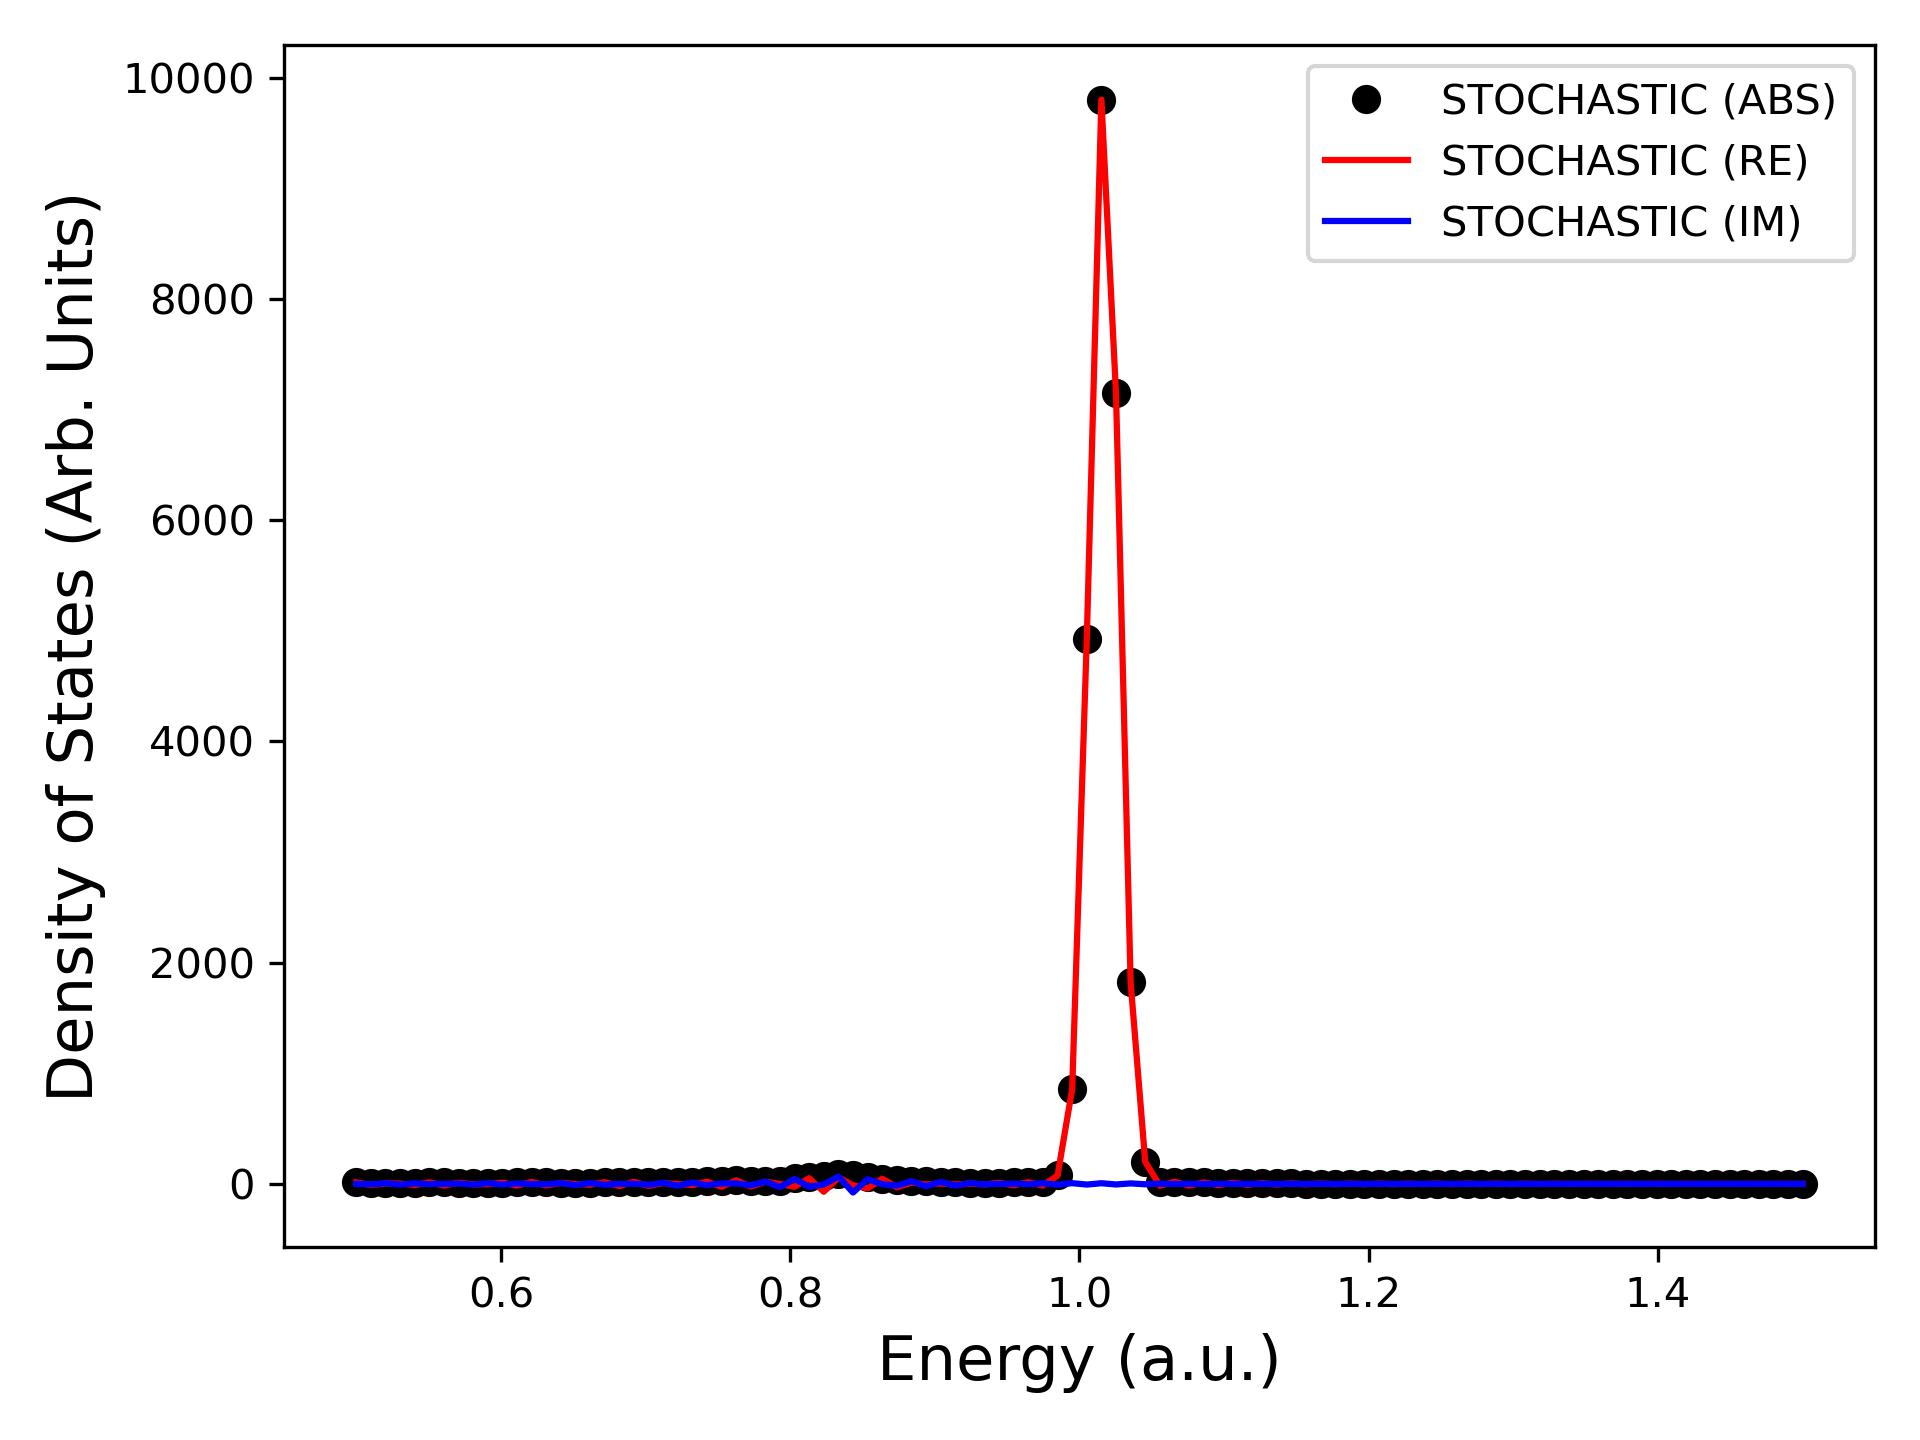 10000
8000
6000
4000
2000
0
Density of States (Arb. Units)
STOCHASTIC (ABS)
STOCHASTIC (RE)
STOCHASTIC (IM)
0.6 0.8 1.0 1.2 1.4
Energy (a.u.)